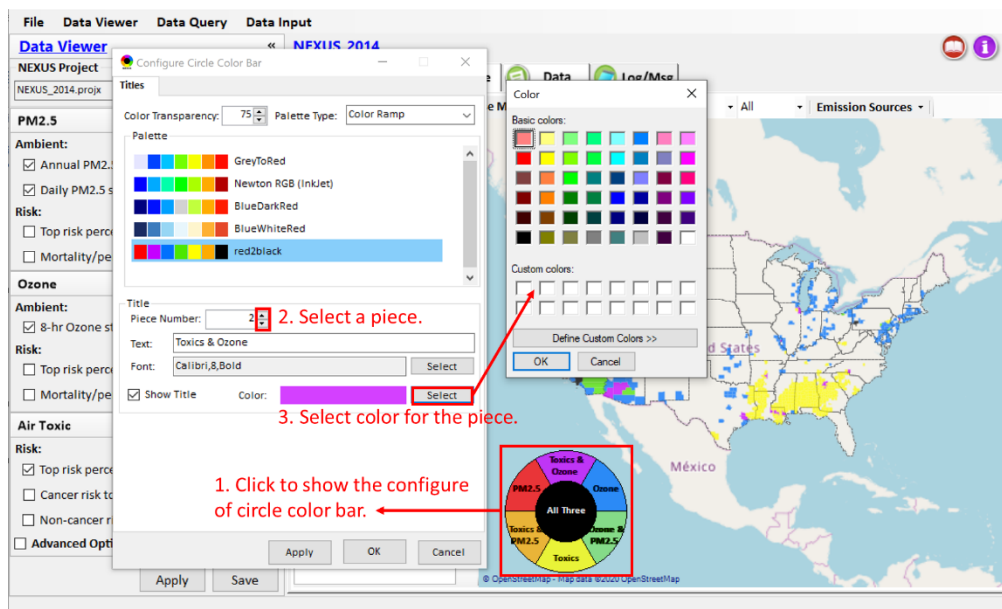 File Data Viewer Data Query Data Input
Data Viewer «
NEXUS Project
NEXUS_2014.projx
PM2.5
Ambient:
Annual PM2.
Daily PM2.5 s
Risk:
Top risk perce
Mortality/pe
Ozone
Ambient:
8-hr Ozone st
Risk:
Top risk perce
Mortality/pe
Air Toxic
Risk:
Top risk perce
Cancer risk to
Non-cancer ri
Advanced Opti
Apply Save
Configure Circle Color Bar
Titles
Color Transparency: 75 Palette Type: Color Ramp
Palette
GreyToRed
Newton RGB (InkJet)
BlueDarkRed
BlueWhiteRed
red2black
Title
Piece Number: 2
2. Select a piece.
Text: Toxics & Ozone
Font: Calibri,8,Bold Select
Show Title Color: Select
3. Select color for the piece.
1. Click to show the configure
of circle color bar.
Apply OK Cancel
NEXUS_2014
Data Log/Msg
All Emission Sources
Color
Basic colors:
Custom colors:
Define Custom Colors >>
OK Cancel
d States
México
Toxics &
Ozone
PM2.5
Ozone
All Three
Toxics &
PM2.5
Ozone &
PM2.5
Toxics
© OpenStreetMap - Map data ©2020 OpenStreetMap